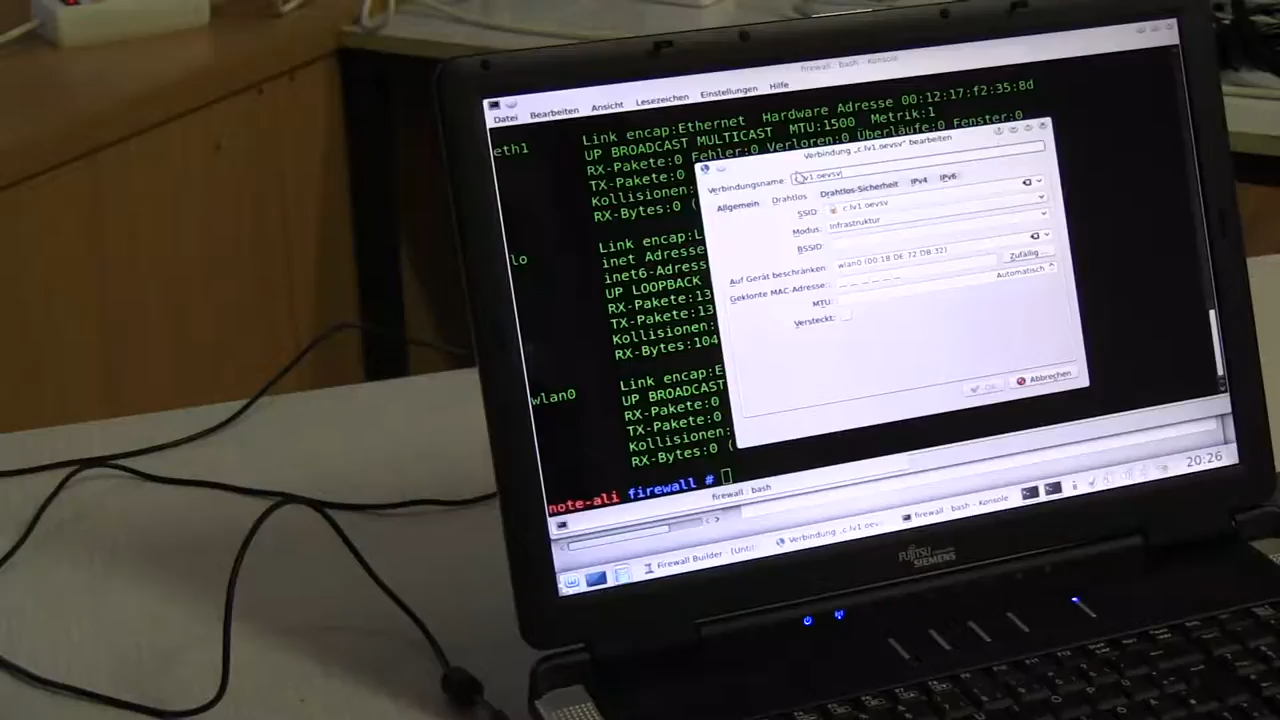 firewall : bash - Konsole
Datei Bearbeiten Ansicht Lesezeichen Einstellungen Hilfe
eth1 Link encap:Ethernet Hardware Adresse 00:12:17:f2:35:8d
UP BROADCAST MULTICAST MTU:1500 Metrik:1
RX-Pakete:0 Fehler:0 Verloren:0 Überläufe:0 Fenster:0
TX-Pakete:0
Kollisionen:
RX-Bytes:0 (
lo Link encap:L
inet Adresse
inet6-Adress
UP LOOPBACK
RX-Pakete:13
TX-Pakete:13
Kollisionen:
RX-Bytes:104
wlan0 Link encap:E
UP BROADCAST
RX-Pakete:0
TX-Pakete:0
Kollisionen:
RX-Bytes:0 (
note-ali firewall #
Verbindung „c.lv1.oevsv" bearbeiten
Verbindungsname:
Allgemein Drahtlos Drahtlos-Sicherheit IPv4 IPv6
SSID: c.lv1.oevsv
Modus: Infrastruktur
BSSID:
Auf Gerät beschränken: wlan0 (00:18:DE:72:DB:32)
Geklonte MAC-Adresse: Zufällig ...
MTU: Automatisch
Versteckt:
OK Abbrechen
firewall : bash
Firewall Builder - [Unti
Verbindung „c.lv1.oev
firewall : bash - Konsole
20:26
FUJITSU
SIEMENS